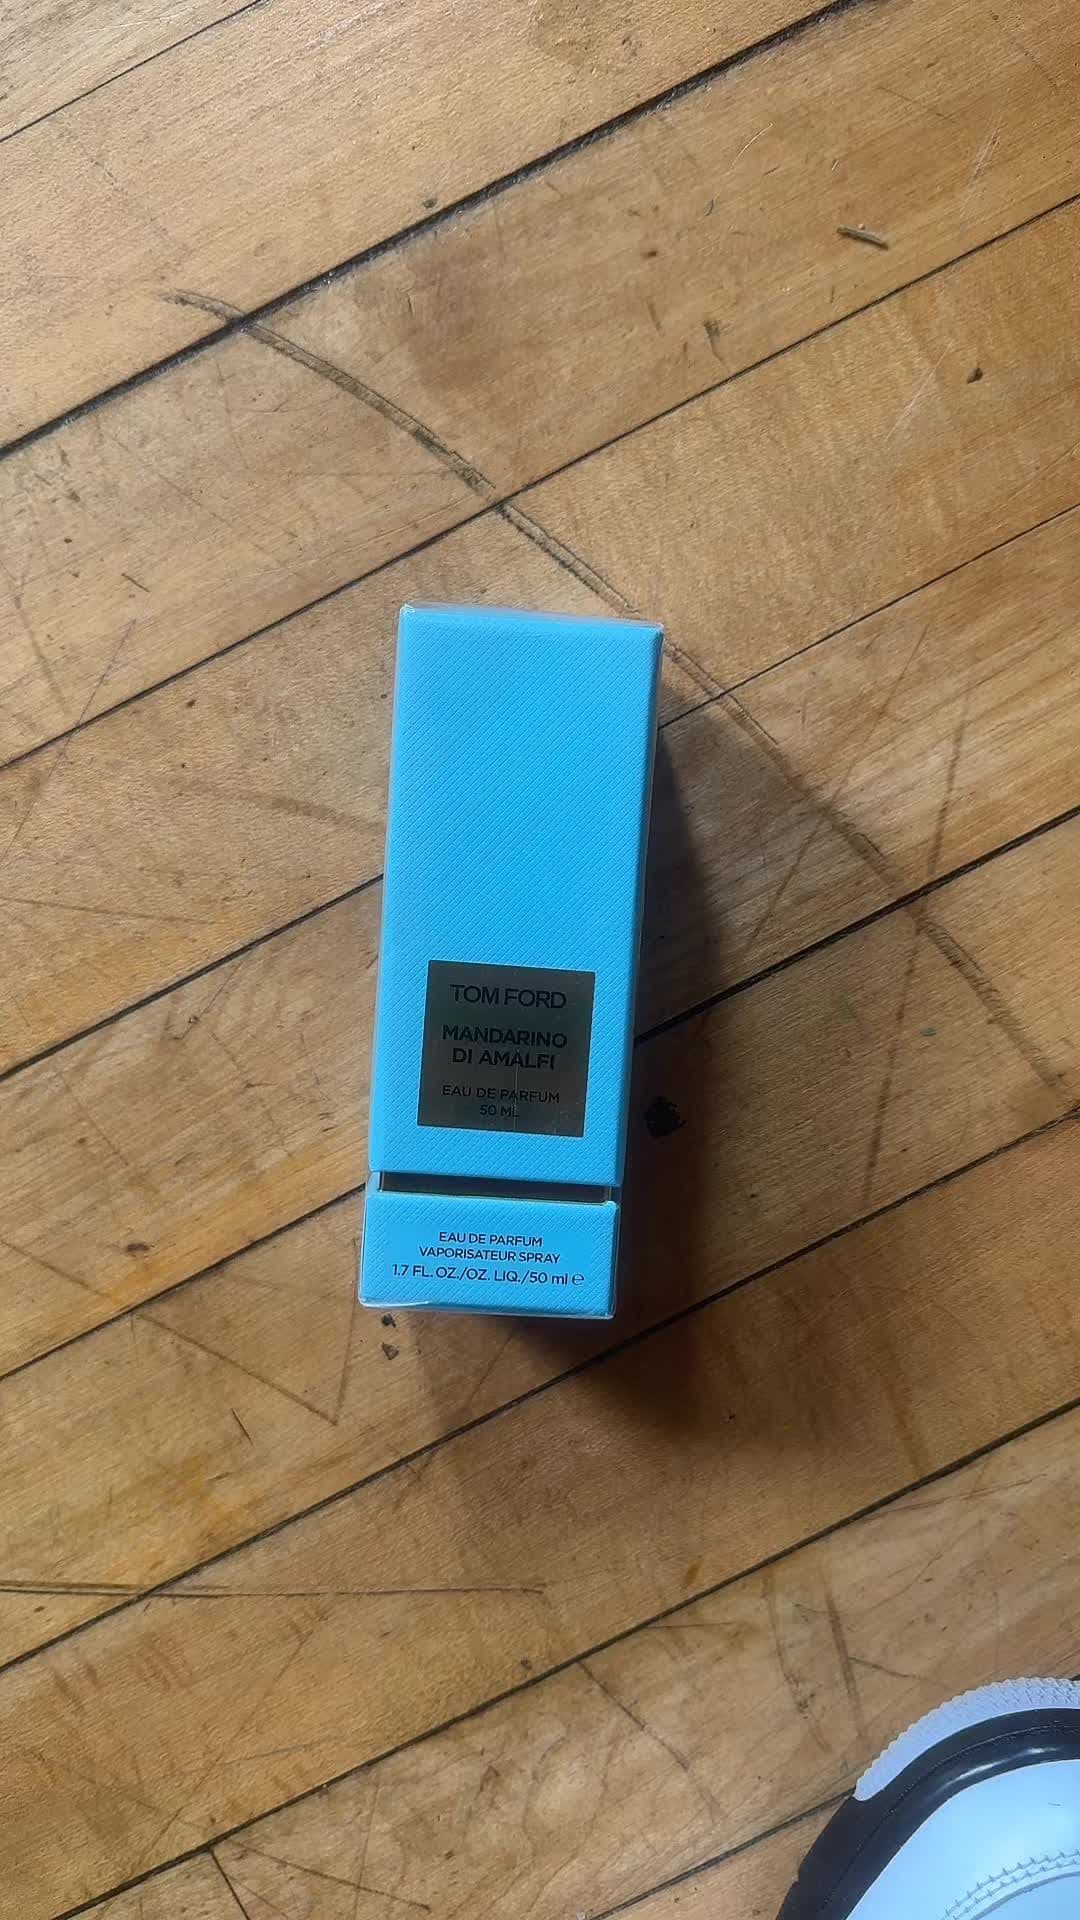 TOM FORD
MANDARINO
DI AMALFI
EAU DE PARFUM
50 ML
EAU DE PARFUM
VAPORISATEUR SPRAY
1.7 FL. OZ./OZ. LIQ./50 ml ℮